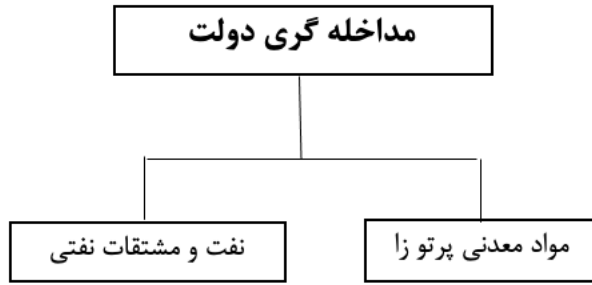 مداخله گری دولت
مواد معدنی پرتو زا
نفت و مشتقات نفتی